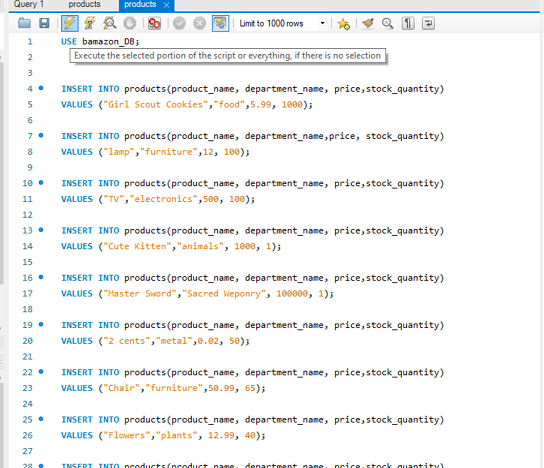 Query 1 products products ×
Limit to 1000 rows
1 USE bamazon_DB;
2 Execute the selected portion of the script or everything, if there is no selection
3
4 INSERT INTO products(product_name, department_name, price,stock_quantity)
5 VALUES ("Girl Scout Cookies","food",5.99, 1000);
6
7 INSERT INTO products(product_name, department_name,price, stock_quantity)
8 VALUES ("lamp","furniture",12, 100);
9
10 INSERT INTO products(product_name, department_name, price,stock_quantity)
11 VALUES ("TV","electronics",500, 100);
12
13 INSERT INTO products(product_name, department_name, price,stock_quantity)
14 VALUES ("Cute Kitten","animals", 1000, 1);
15
16 INSERT INTO products(product_name, department_name, price,stock_quantity)
17 VALUES ("Master Sword","Sacred Weponry", 100000, 1);
18
19 INSERT INTO products(product_name, department_name, price,stock_quantity)
20 VALUES ("2 cents","metal",0.02, 50);
21
22 INSERT INTO products(product_name, department_name, price,stock_quantity)
23 VALUES ("Chair","furniture",50.99, 65);
24
25 INSERT INTO products(product_name, department_name, price,stock_quantity)
26 VALUES ("Flowers","plants", 12.99, 40);
27
28 INSERT INTO products(product_name, department_name, price,stock_quantity)